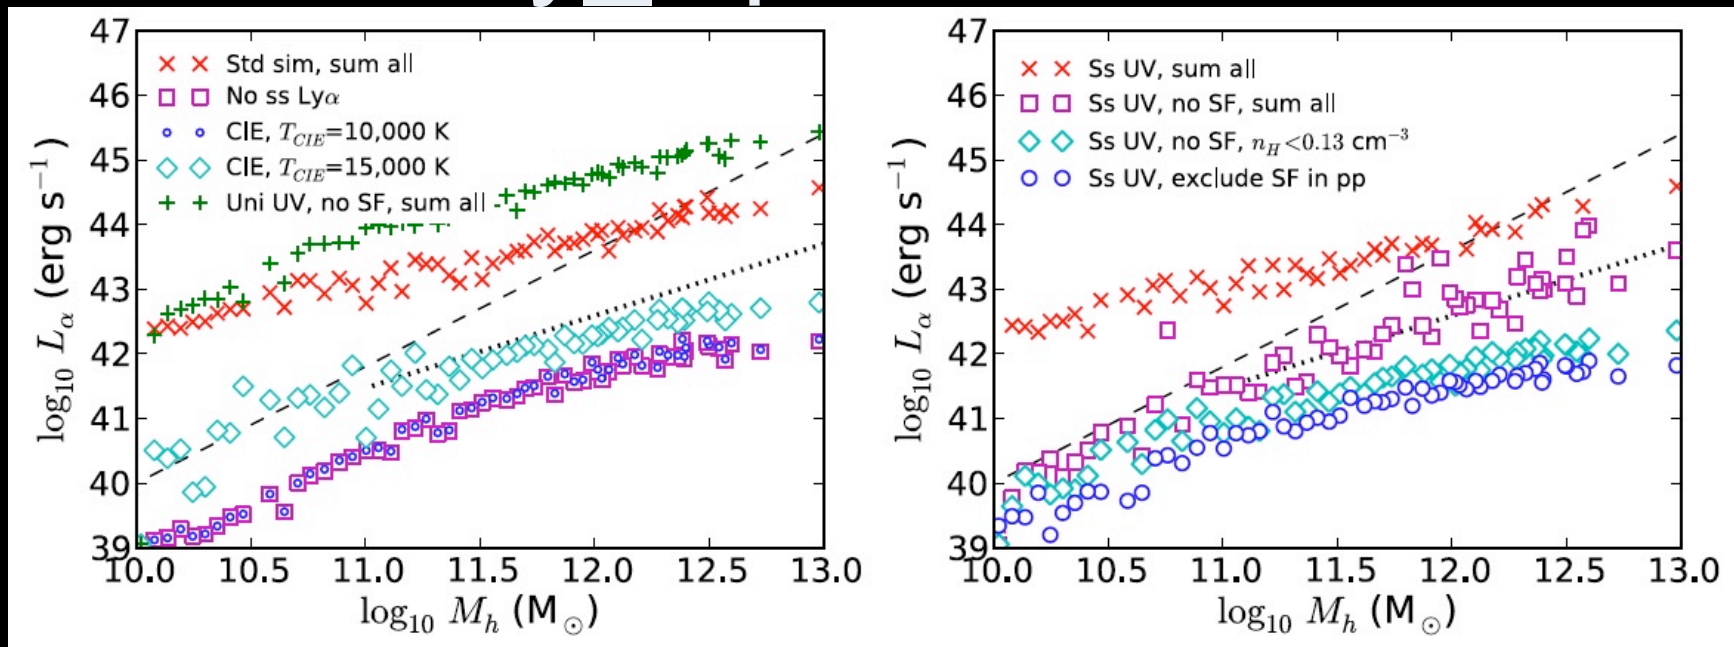 47
46
45
44
43
42
41
40
39
log₁₀ Lα (erg s⁻¹)
Std sim, sum all
No ss Lyα
CIE, T_CIE=10,000 K
CIE, T_CIE=15,000 K
Uni UV, no SF, sum all
10.0 10.5 11.0 11.5 12.0 12.5 13.0
log₁₀ Mₕ (M☉)
47
46
45
44
43
42
41
40
39
log₁₀ Lα (erg s⁻¹)
Ss UV, sum all
Ss UV, no SF, sum all
Ss UV, no SF, n_H<0.13 cm⁻³
Ss UV, exclude SF in pp
10.0 10.5 11.0 11.5 12.0 12.5 13.0
log₁₀ Mₕ (M☉)